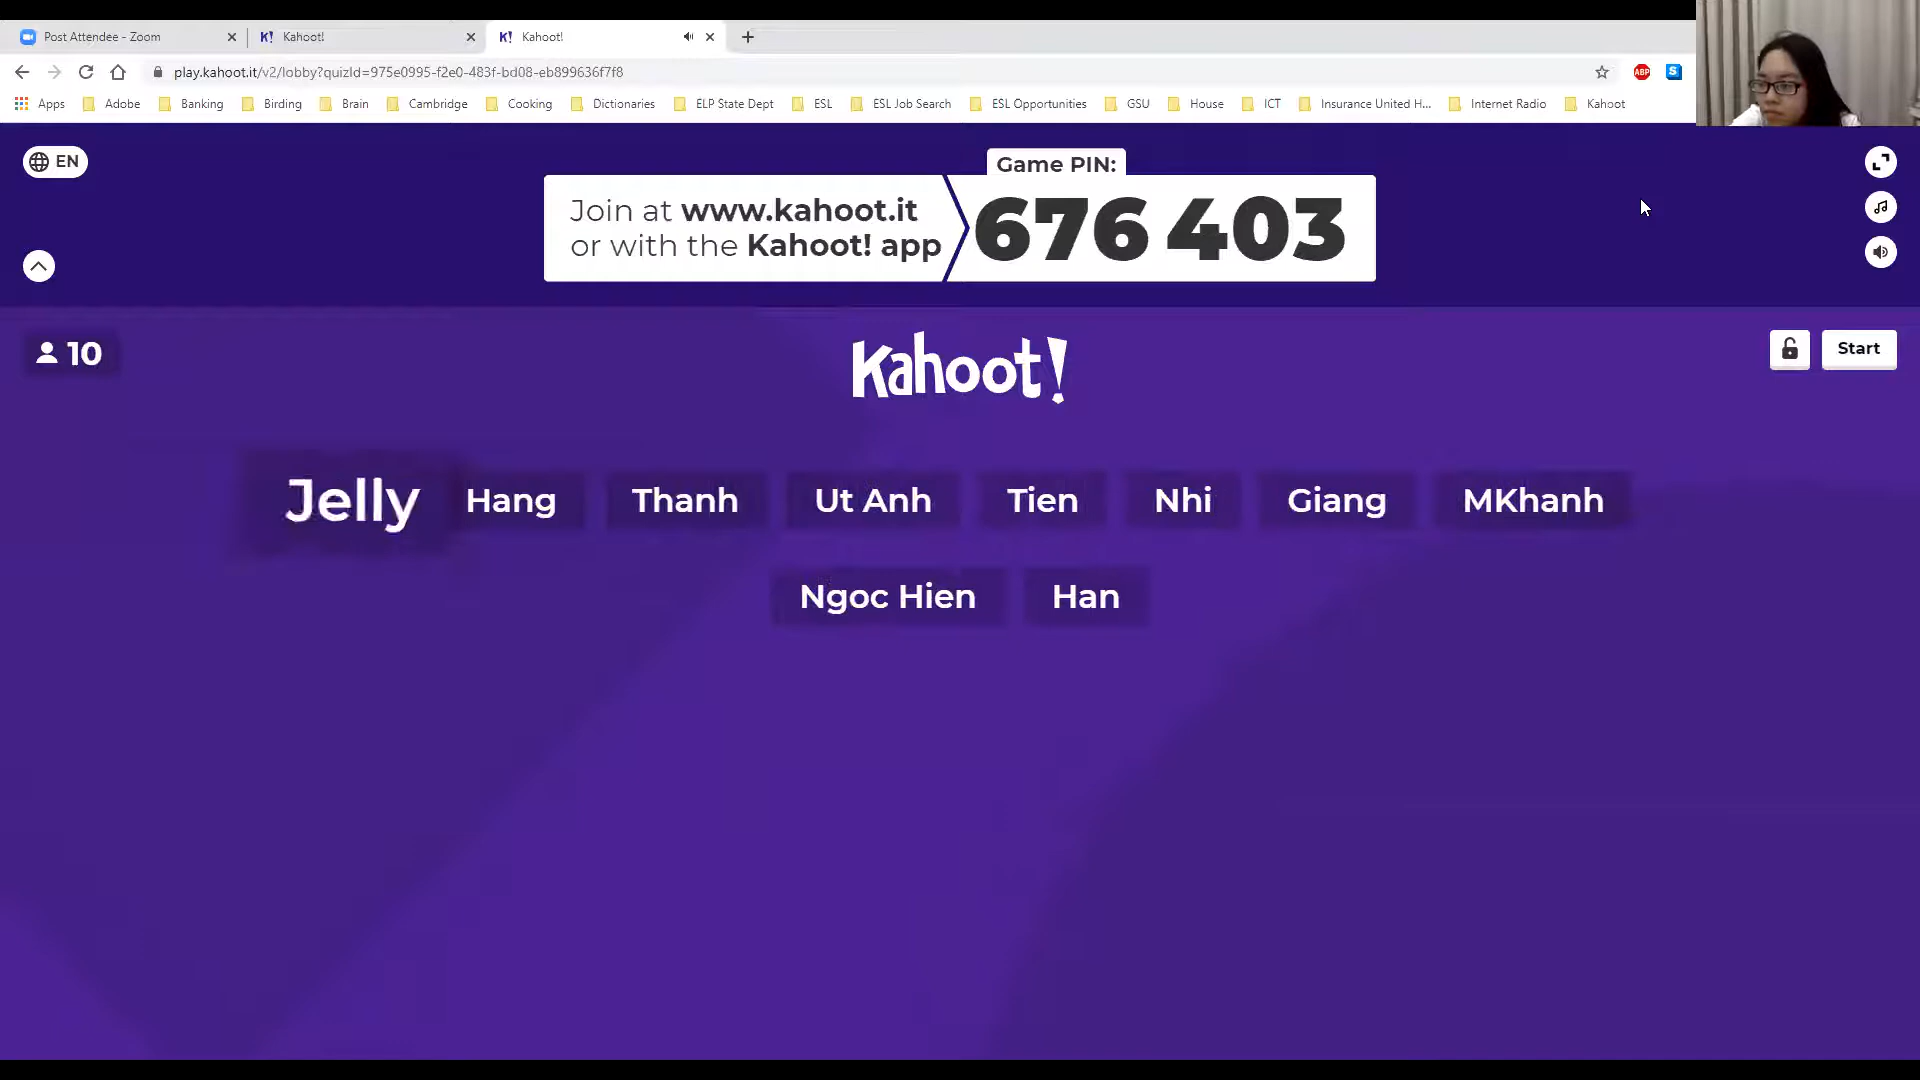 Post Attendee - Zoom
Kahoot!
Kahoot!
play.kahoot.it/v2/lobby?quizId=975e0995-f2e0-483f-bd08-eb899636f7f8
ABP
S
Apps Adobe Banking Birding Brain Cambridge Cooking Dictionaries ELP State Dept ESL ESL Job Search ESL Opportunities GSU House ICT Insurance United H... Internet Radio Kahoot
EN
Game PIN:
Join at www.kahoot.it
or with the Kahoot! app
676 403
10
Kahoot!
Start
Jelly Hang Thanh Ut Anh Tien Nhi Giang MKhanh
Ngoc Hien Han